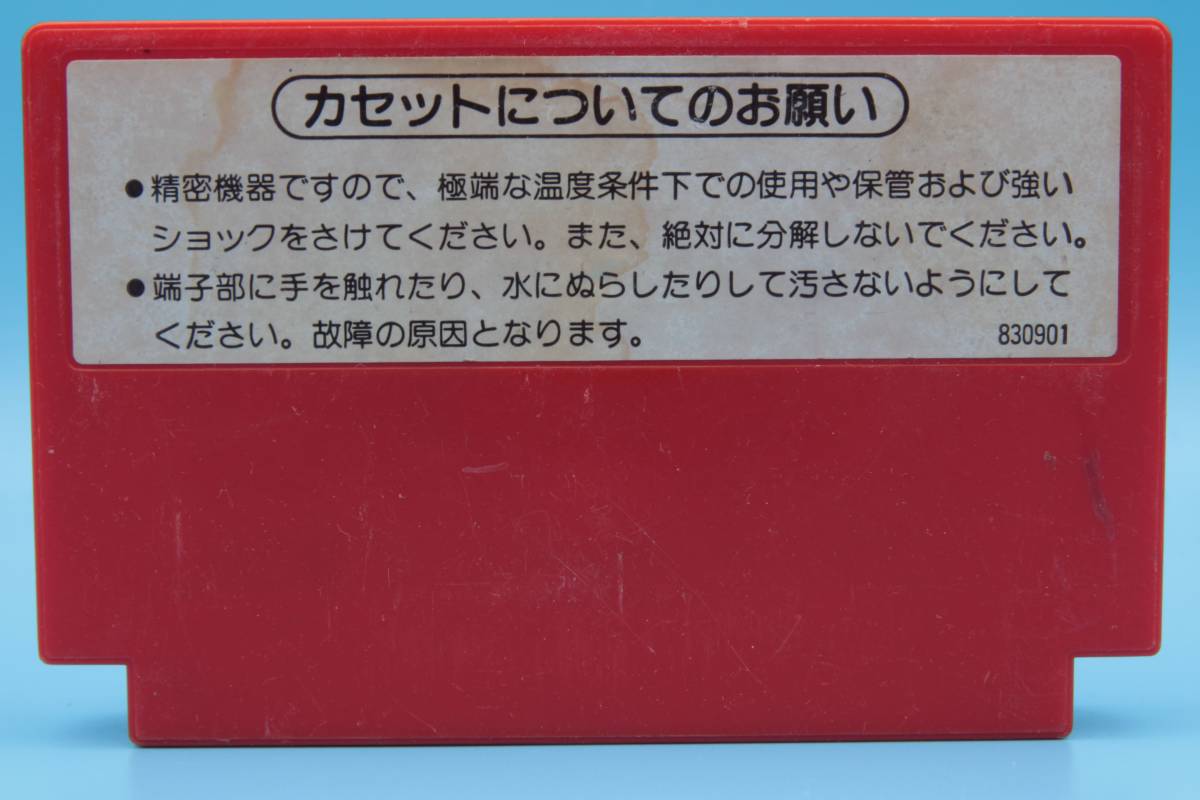 カセットについてのお願い
●精密機器ですので、極端な温度条件下での使用や保管および強い
ショックをさけてください。また、絶対に分解しないでください。
●端子部に手を触れたり、水にぬらしたりして汚さないようにして
ください。故障の原因となります。 830901